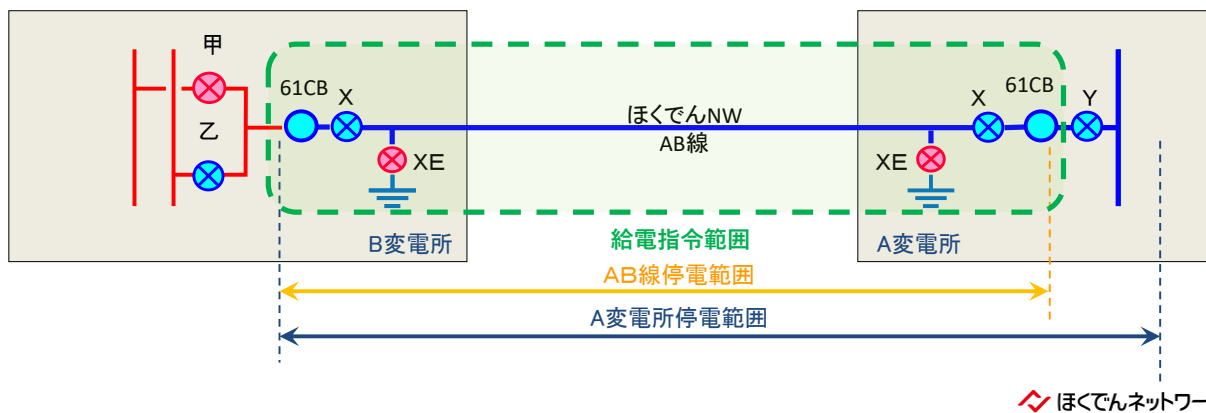 甲
61CB
X
乙
XE
B変電所
ほくでんNW
AB線
X
61CB
Y
XE
A変電所
給電指令範囲
AB線停電範囲
A変電所停電範囲
ほくでんネットワー